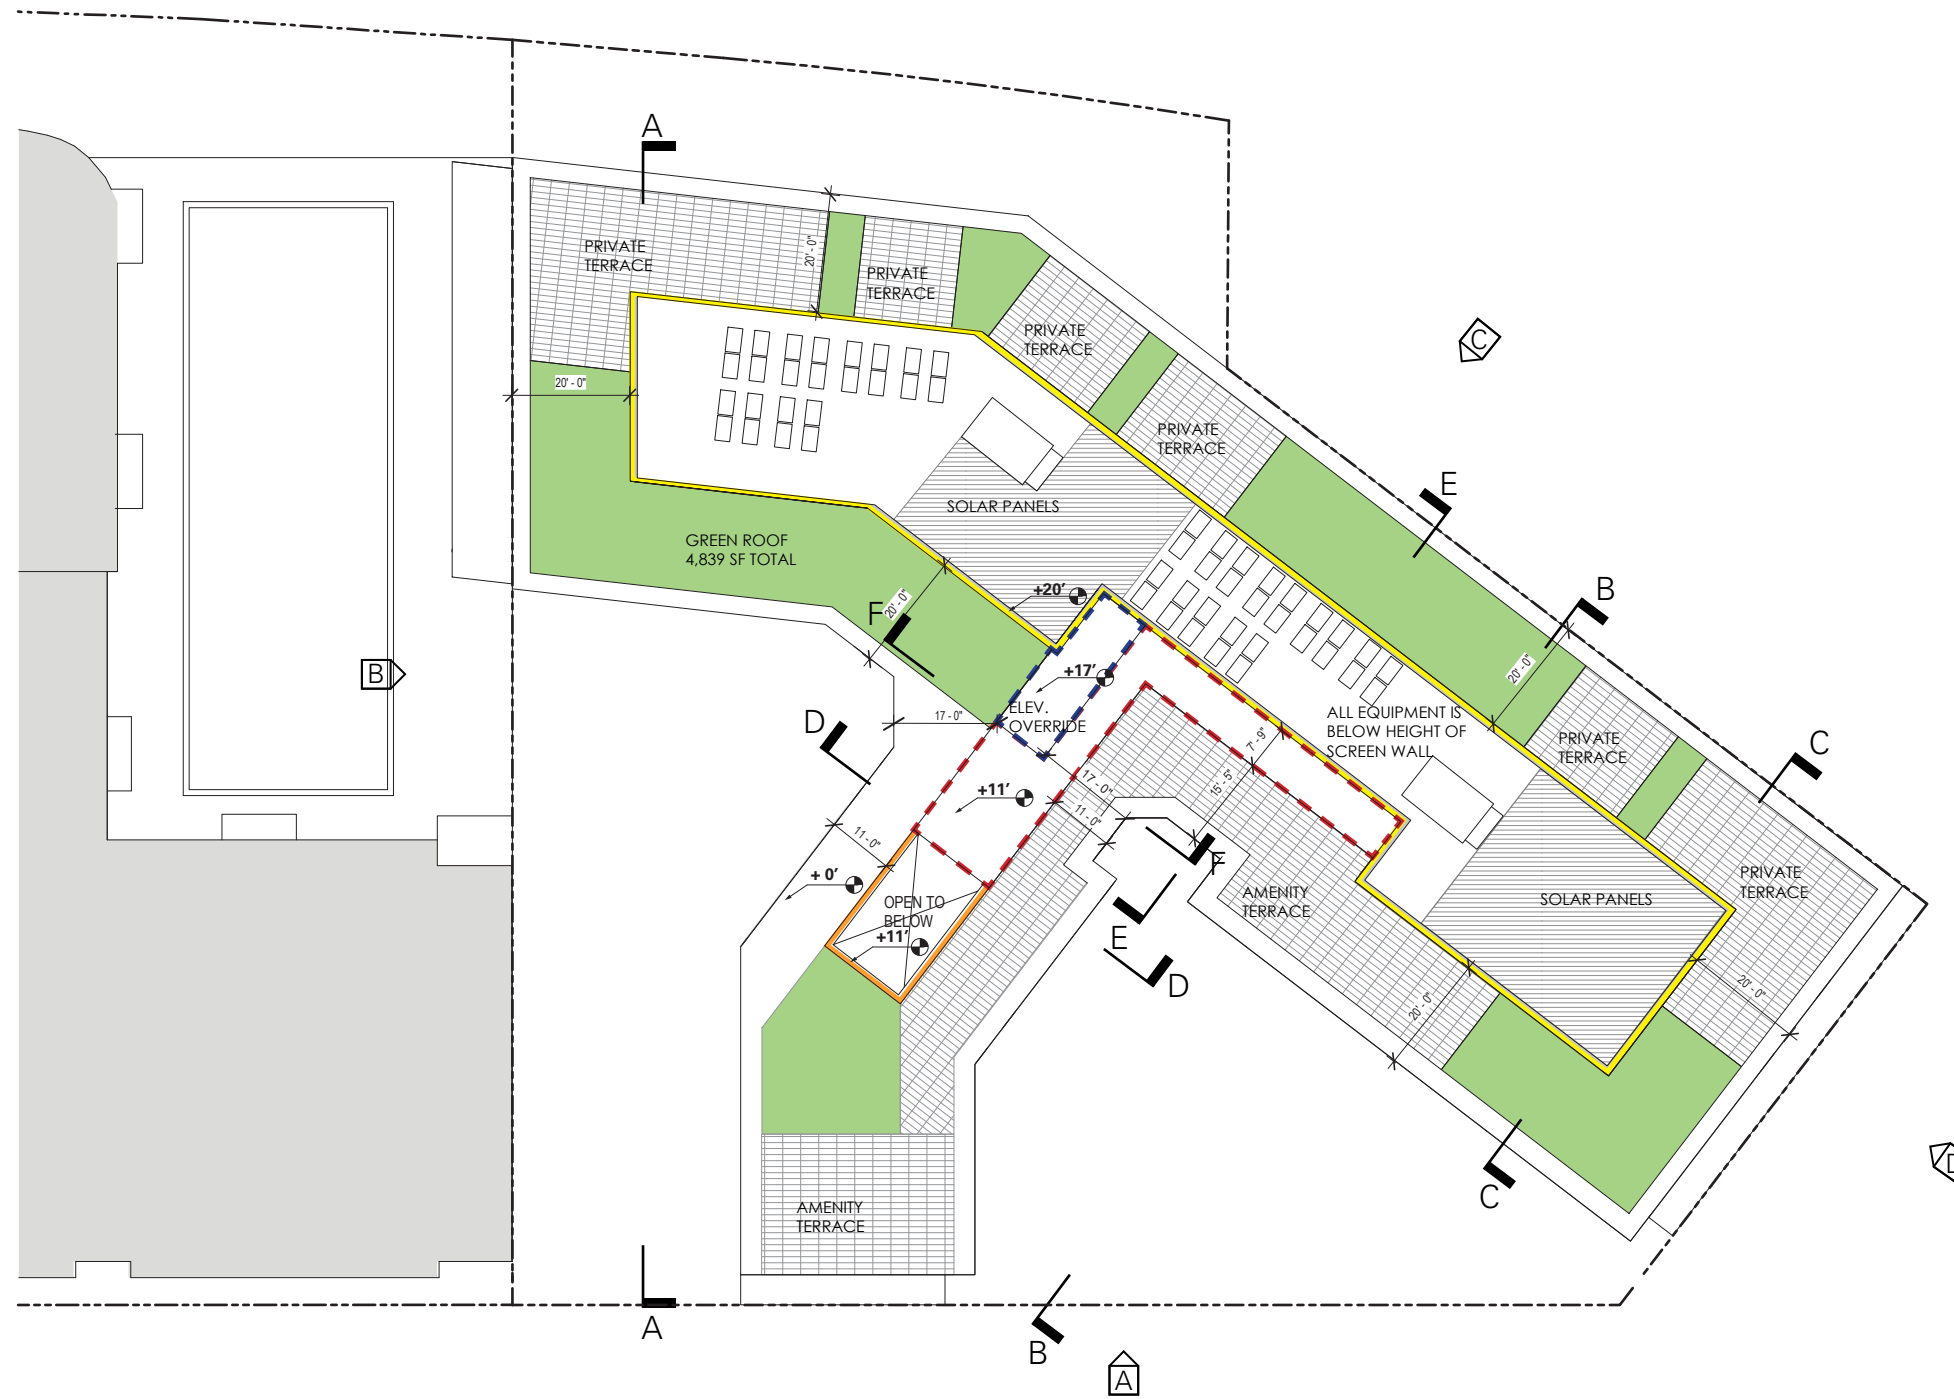 A
PRIVATE
TERRACE
20' - 0"
PRIVATE
TERRACE
PRIVATE
TERRACE
C
20' - 0"
PRIVATE
TERRACE
E
SOLAR PANELS
GREEN ROOF
4,839 SF TOTAL
20' - 0"
+20'
B
F
B
+17'
20' - 0"
ELEV.
OVERRIDE
17 - 0"
D
ALL EQUIPMENT IS
BELOW HEIGHT OF
SCREEN WALL
7' - 9"
PRIVATE
TERRACE
C
15' - 5"
17 - 0"
+11'
11 - 0"
11 - 0"
F
+ 0'
PRIVATE
TERRACE
AMENITY
TERRACE
SOLAR PANELS
OPEN TO
BELOW
+11'
E
D
20' - 0"
20' - 0"
C
D
AMENITY
TERRACE
A
B
A